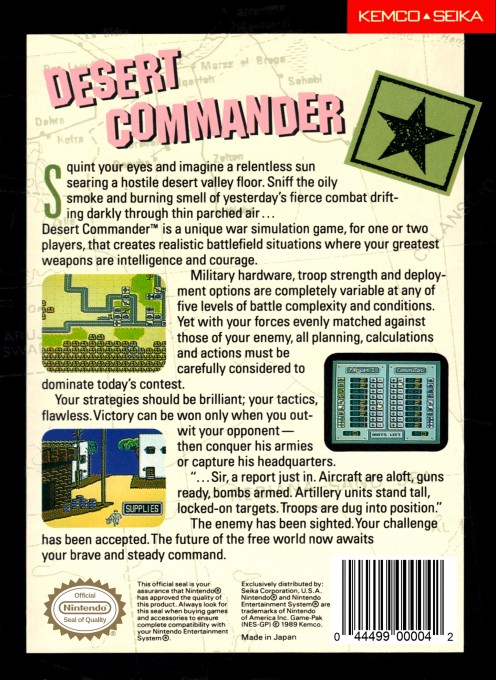 KEMCO▲SEIKA
DESERT
COMMANDER
Squint your eyes and imagine a relentless sun
searing a hostile desert valley floor. Sniff the oily
smoke and burning smell of yesterday's fierce combat drift-
ing darkly through thin parched air...
Desert Commander™ is a unique war simulation game, for one or two
players, that creates realistic battlefield situations where your greatest
weapons are intelligence and courage.
Military hardware, troop strength and deploy-
ment options are completely variable at any of
five levels of battle complexity and conditions.
Yet with your forces evenly matched against
those of your enemy, all planning, calculations
and actions must be
carefully considered to
dominate today's contest.
Your strategies should be brilliant; your tactics,
flawless. Victory can be won only when you out-
wit your opponent—
then conquer his armies
or capture his headquarters.
SUPPLIES
"...Sir, a report just in. Aircraft are aloft, guns
ready, bombs armed. Artillery units stand tall,
locked-on targets. Troops are dug into position."
The enemy has been sighted. Your challenge
has been accepted. The future of the free world now awaits
your brave and steady command.
Official
Nintendo
Seal of Quality
This official seal is your
assurance that Nintendo®
has approved the quality of
this product. Always look for
this seal when buying games
and accessories to ensure
complete compatibility with
your Nintendo Entertainment
System®.
Exclusively distributed by:
Seika Corporation, U.S.A.
Nintendo® and Nintendo
Entertainment System® are
trademarks of Nintendo
of America Inc. Game-Pak
(NES-GP) © 1989 Kemco.
Made in Japan
0 44499 00004 2